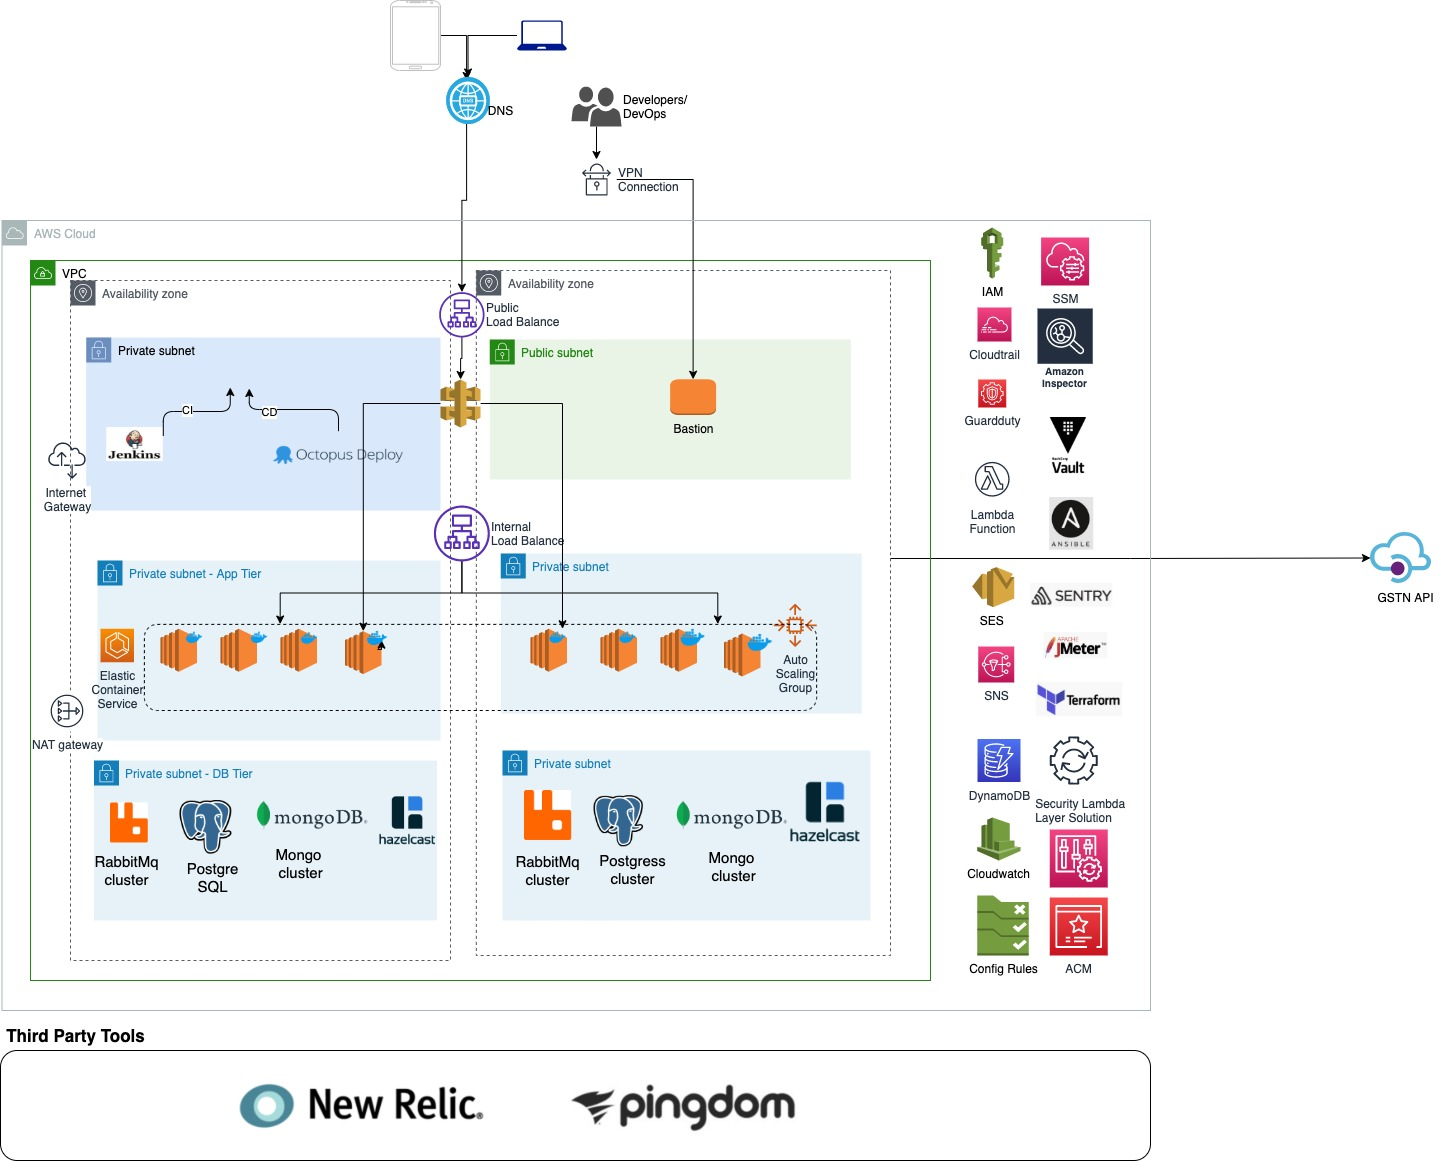 DNS
DNS
Developers/
DevOps
VPN
Connection
AWS Cloud
VPC
Availability zone
Availability zone
Public
Load Balance
Private subnet
Public subnet
CI
CD
Jenkins
Octopus Deploy
Bastion
Internet
Gateway
Internal
Load Balance
Private subnet - App Tier
Private subnet
Elastic
Container
Service
Auto
Scaling
Group
NAT gateway
Private subnet - DB Tier
Private subnet
mongoDB.
hazelcast
RabbitMq
cluster
Postgre
SQL
Mongo
cluster
mongoDB.
hazelcast
RabbitMq
cluster
Postgress
cluster
Mongo
cluster
IAM
SSM
Cloudtrail
Amazon
Inspector
Guardduty
HashiCorp
Vault
Lambda
Function
ANSIBLE
GSTN API
SES
SENTRY
APACHE
JMeter™
SNS
Terraform
DynamoDB
Security Lambda
Layer Solution
Cloudwatch
Config Rules
ACM
Third Party Tools
New Relic®
pingdom